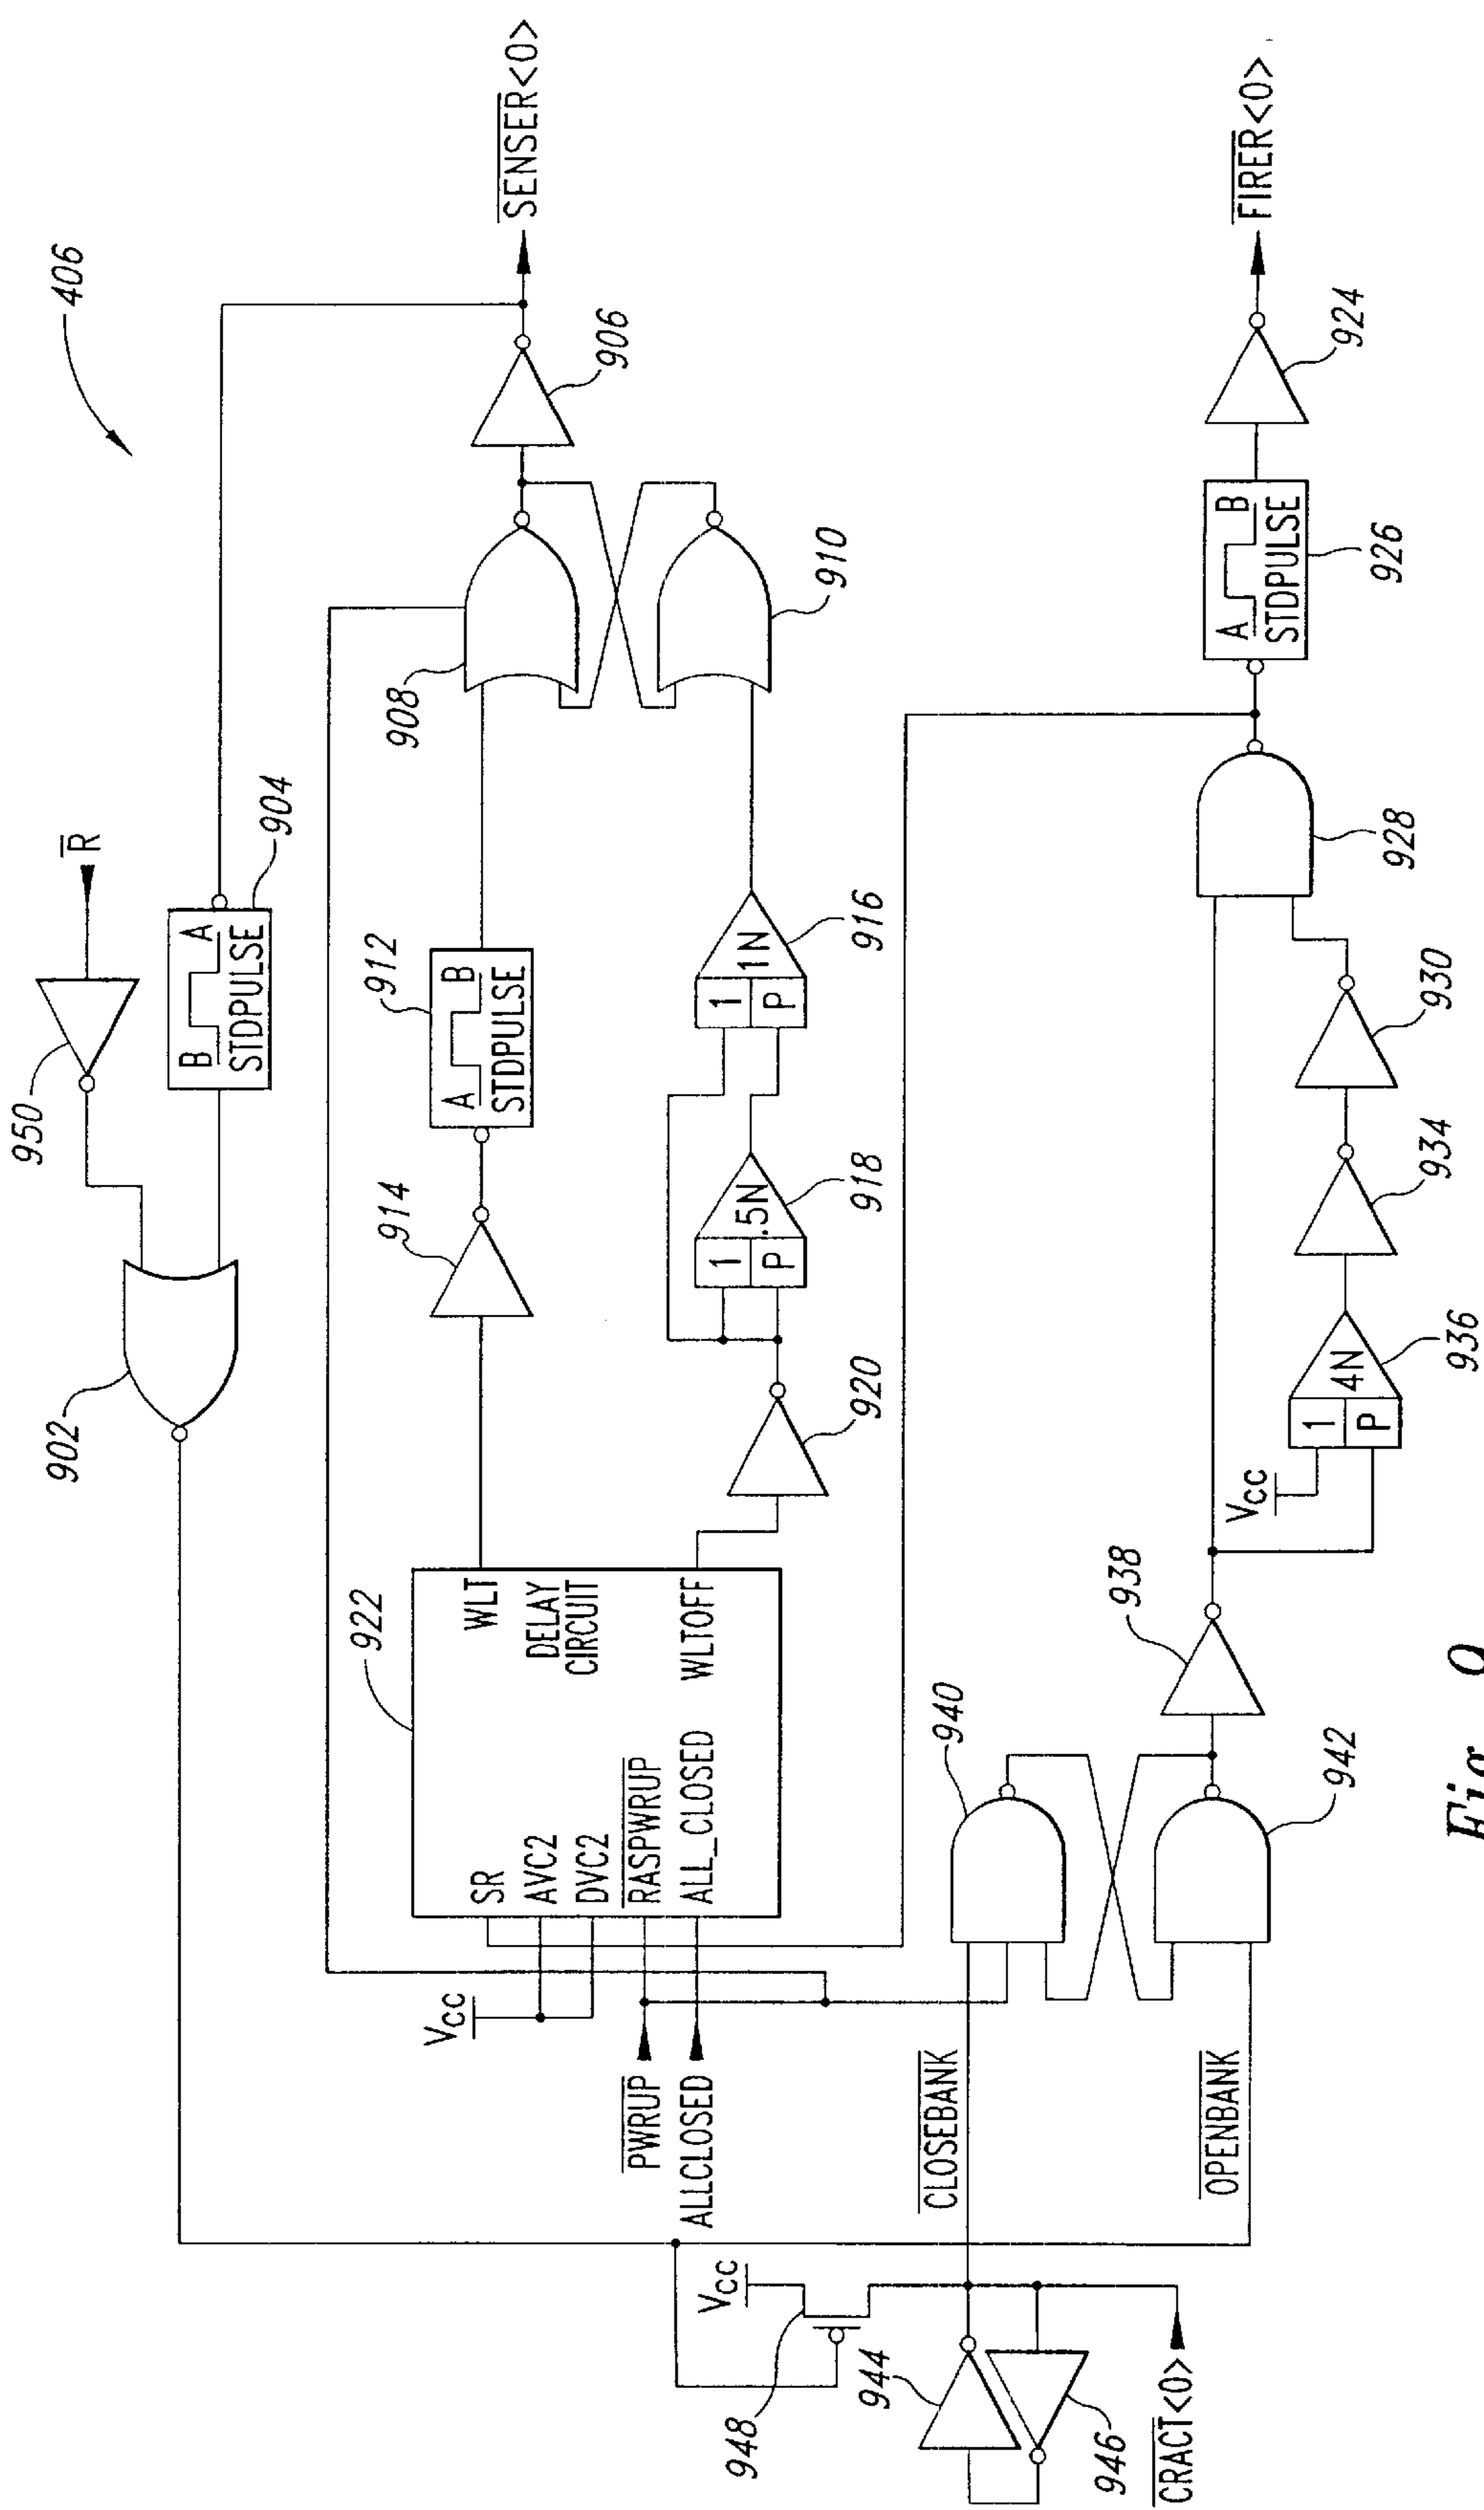 406
950
R
902
B A
STDPULSE
904
SENSER<0>
906
908
910
A B
STDPULSE
912
914
1
P
1N
916
1
P
.5N
918
920
922
SR
AVC2
DVC2
RASPWRUP
ALL_CLOSED
WLT
DELAY
CIRCUIT
WLTOFF
Vcc
PWRUP
ALLCLOSED
CLOSEBANK
OPENBANK
Vcc
948
944
946
CRACT<0>
940
942
938
Vcc
1
P
4N
936
934
930
928
A B
STDPULSE
926
924
FIRER<0>
Fig. 9